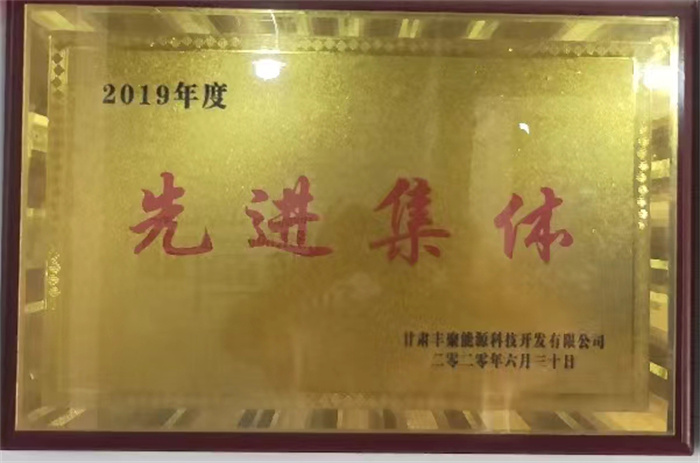 2019年度
先进集体
甘肃丰聚能源科技开发有限公司
二零二零年六月三十日